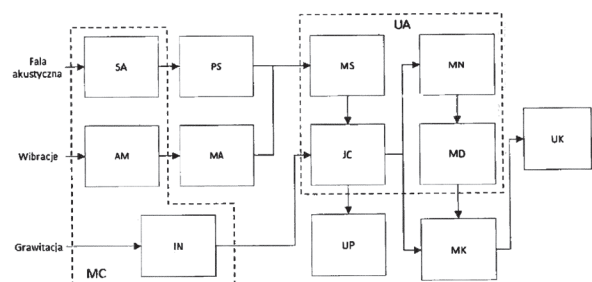 UA
Fala
akustyczna
SA
PS
MS
MN
Wibracje
AM
MA
JC
MD
UK
Grawitacja
IN
UP
MK
MC